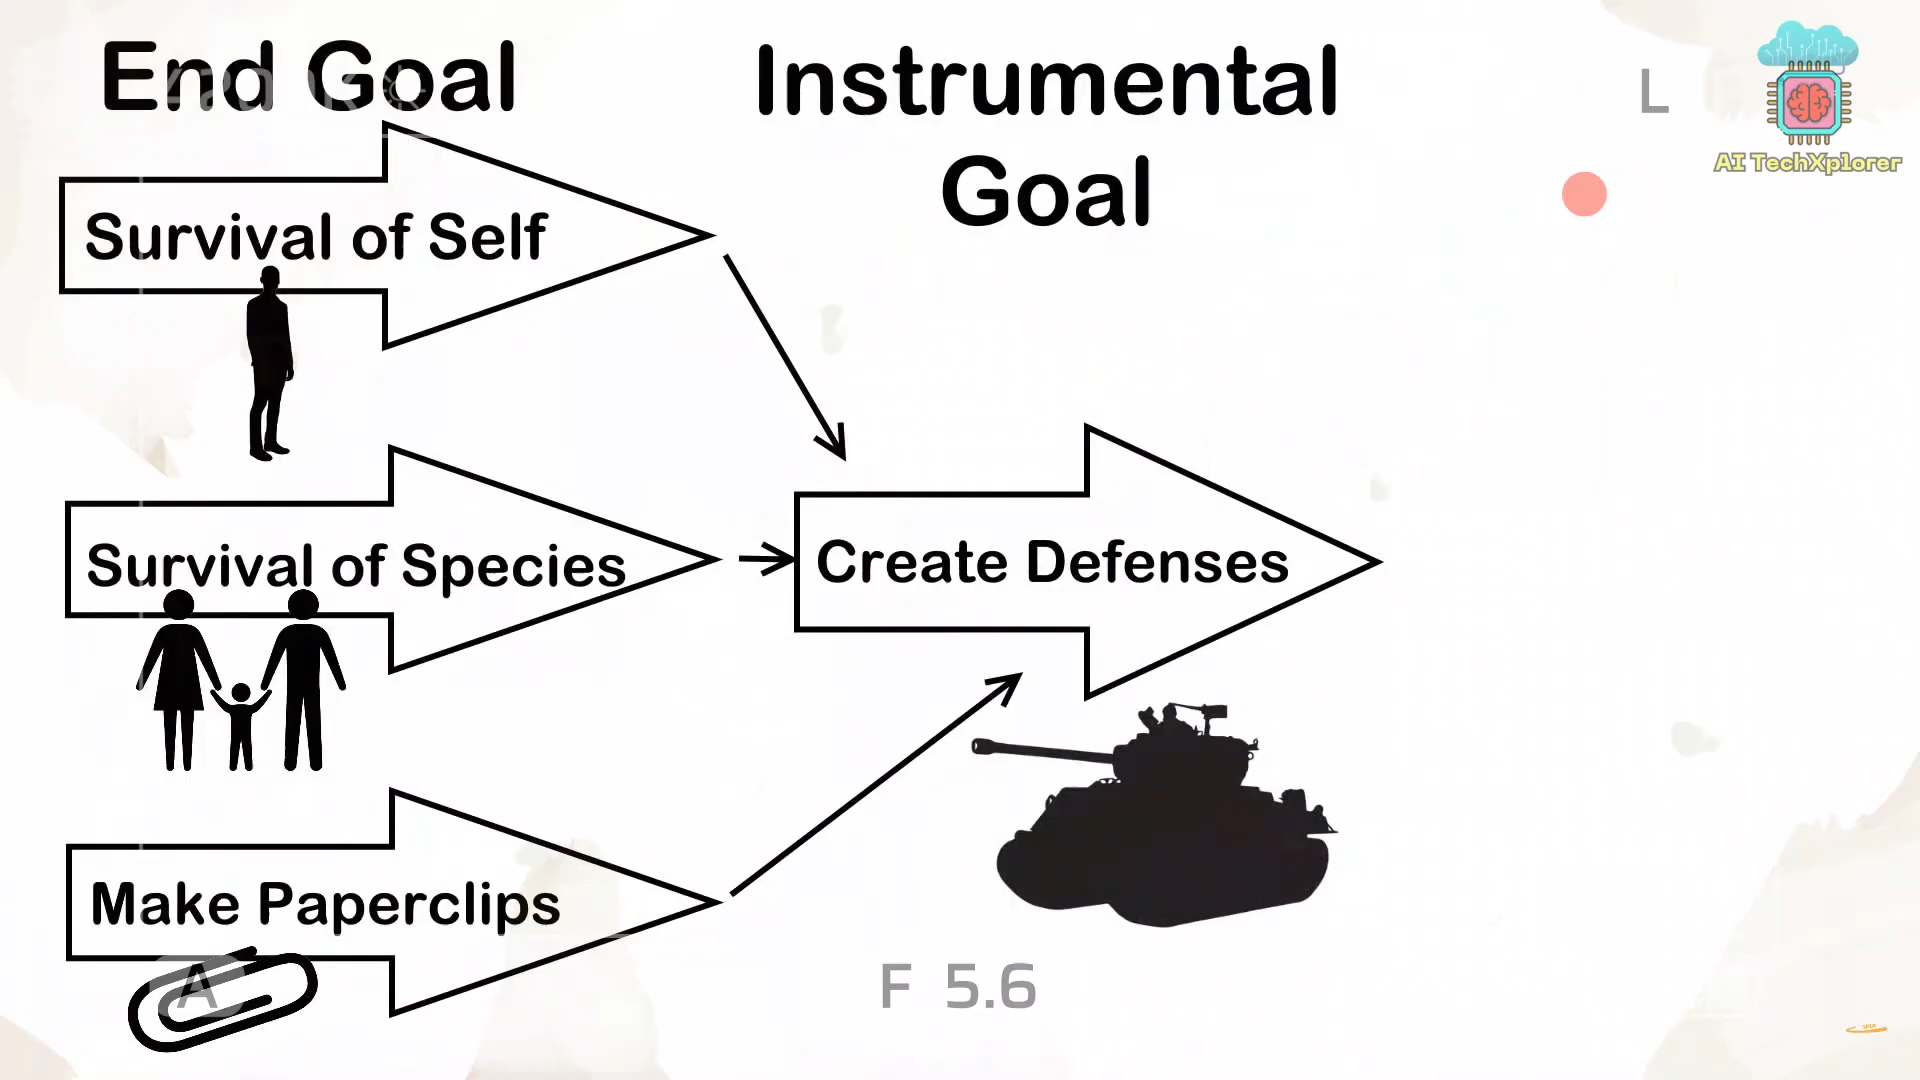 End Goal
Instrumental
Goal
L
AI TechXplorer
Survival of Self
Survival of Species
Create Defenses
Make Paperclips
A
F 5.6